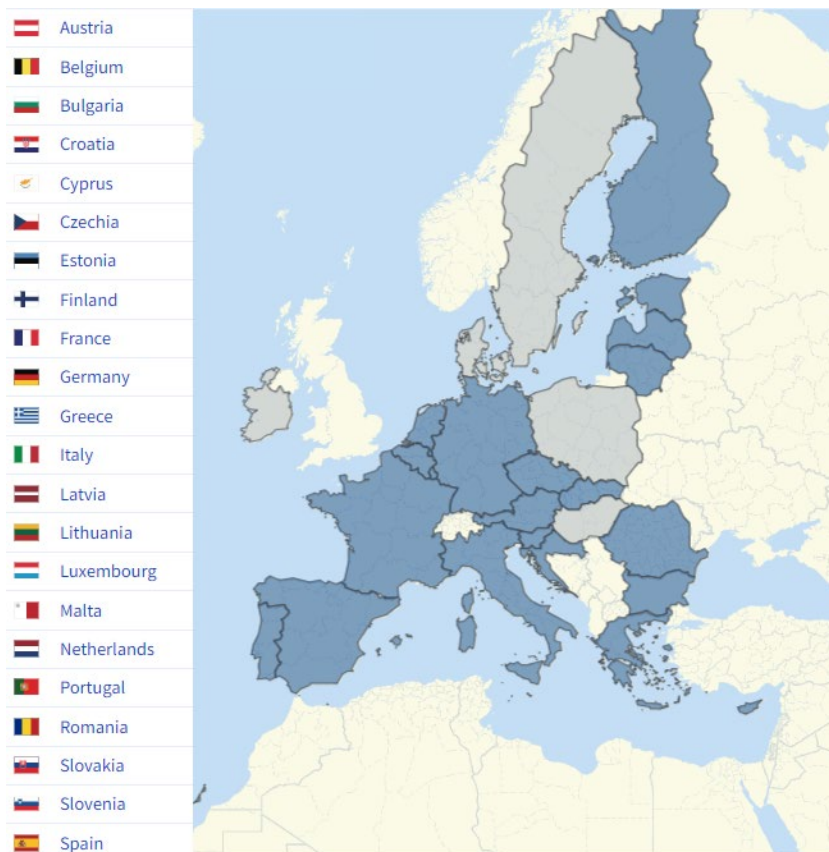 Austria
Belgium
Bulgaria
Croatia
Cyprus
Czechia
Estonia
Finland
France
Germany
Greece
Italy
Latvia
Lithuania
Luxembourg
Malta
Netherlands
Portugal
Romania
Slovakia
Slovenia
Spain